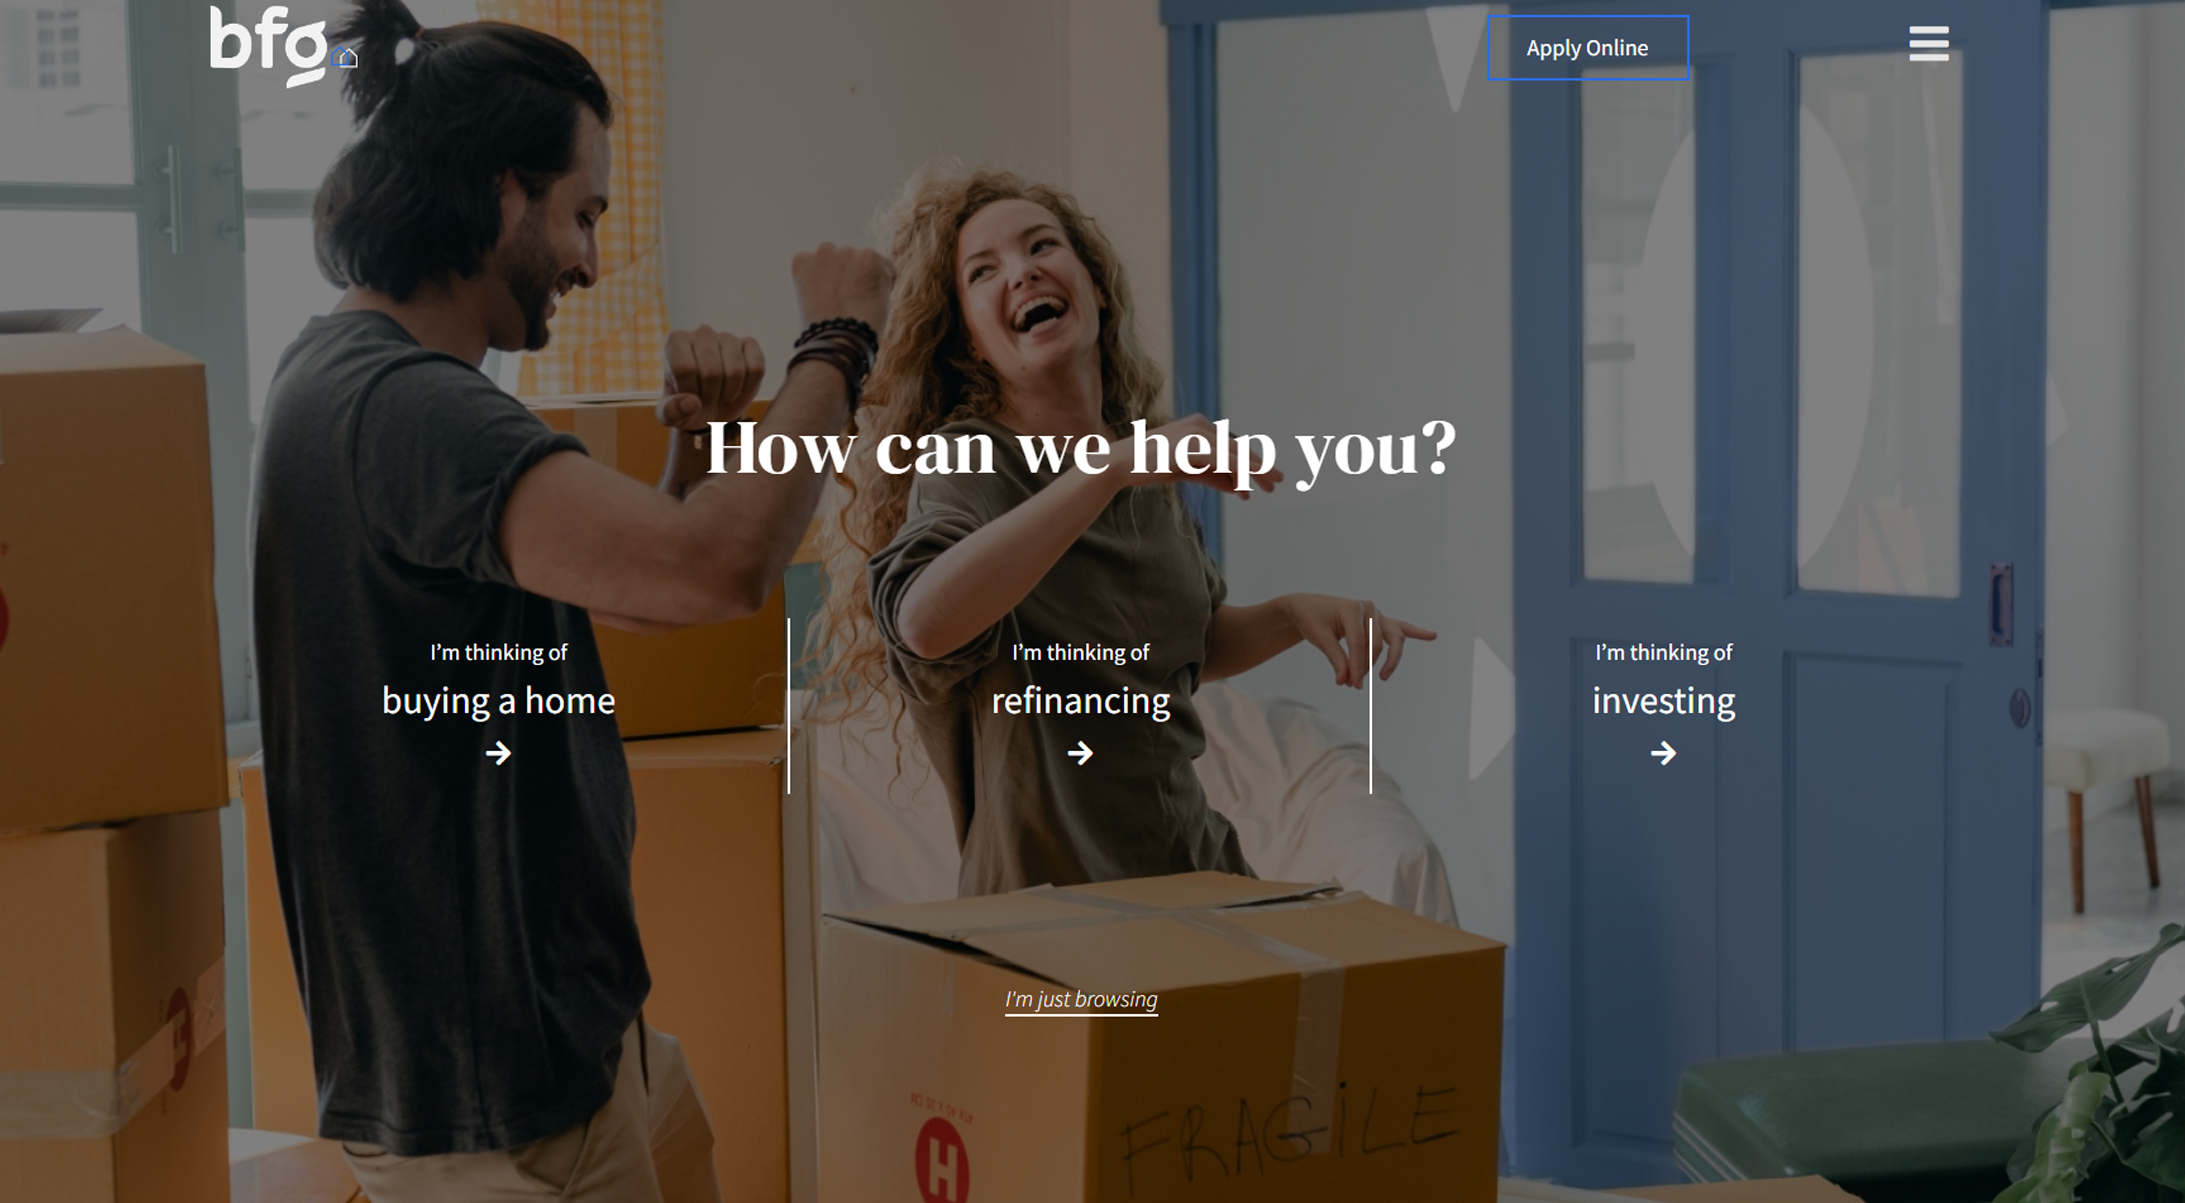 bfg
Apply Online
How can we help you?
I’m thinking of
buying a home
I’m thinking of
refinancing
I’m thinking of
investing
I'm just browsing
H
FRAGiLE